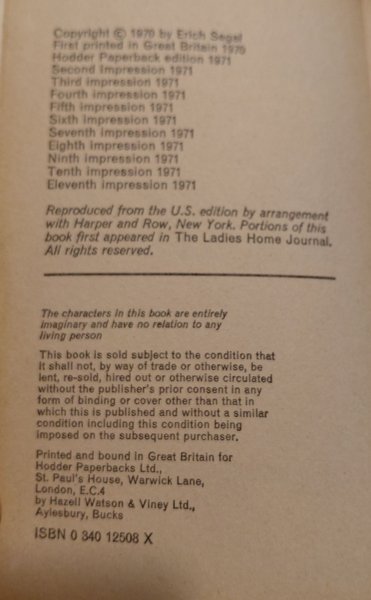 Copyright © 1970 by Erich Segal
First printed in Great Britain 1970
Hodder Paperback edition 1971
Second impression 1971
Third impression 1971
Fourth impression 1971
Fifth impression 1971
Sixth impression 1971
Seventh impression 1971
Eighth impression 1971
Ninth impression 1971
Tenth impression 1971
Eleventh impression 1971
Reproduced from the U.S. edition by arrangement
with Harper and Row, New York. Portions of this
book first appeared in The Ladies Home Journal.
All rights reserved.
The characters in this book are entirely
imaginary and have no relation to any
living person
This book is sold subject to the condition that
it shall not, by way of trade or otherwise, be
lent, re-sold, hired out or otherwise circulated
without the publisher's prior consent in any
form of binding or cover other than that in
which this is published and without a similar
condition including this condition being
imposed on the subsequent purchaser.
Printed and bound in Great Britain for
Hodder Paperbacks Ltd.,
St. Paul's House, Warwick Lane,
London, E.C.4
by Hazell Watson & Viney Ltd.,
Aylesbury, Bucks
ISBN 0 340 12508 X